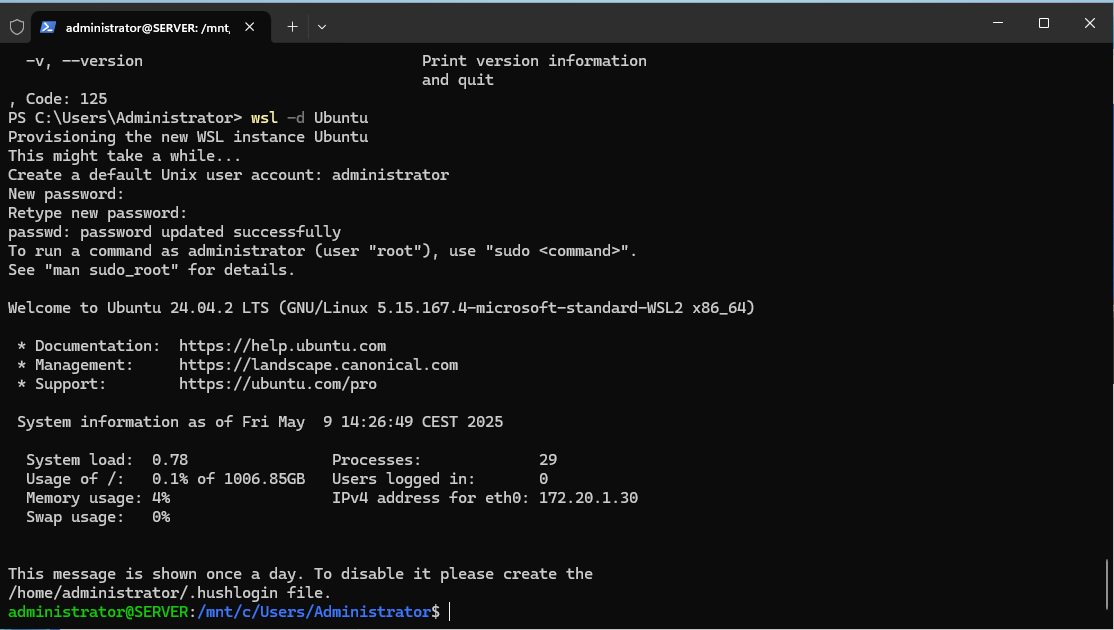 administrator@SERVER: /mnt,
-v, --version Print version information
and quit
, Code: 125
PS C:\Users\Administrator> wsl -d Ubuntu
Provisioning the new WSL instance Ubuntu
This might take a while...
Create a default Unix user account: administrator
New password:
Retype new password:
passwd: password updated successfully
To run a command as administrator (user "root"), use "sudo <command>".
See "man sudo_root" for details.
Welcome to Ubuntu 24.04.2 LTS (GNU/Linux 5.15.167.4-microsoft-standard-WSL2 x86_64)
* Documentation: https://help.ubuntu.com
* Management: https://landscape.canonical.com
* Support: https://ubuntu.com/pro
System information as of Fri May 9 14:26:49 CEST 2025
System load: 0.78 Processes: 29
Usage of /: 0.1% of 1006.85GB Users logged in: 0
Memory usage: 4% IPv4 address for eth0: 172.20.1.30
Swap usage: 0%
This message is shown once a day. To disable it please create the
/home/administrator/.hushlogin file.
administrator@SERVER:/mnt/c/Users/Administrator$